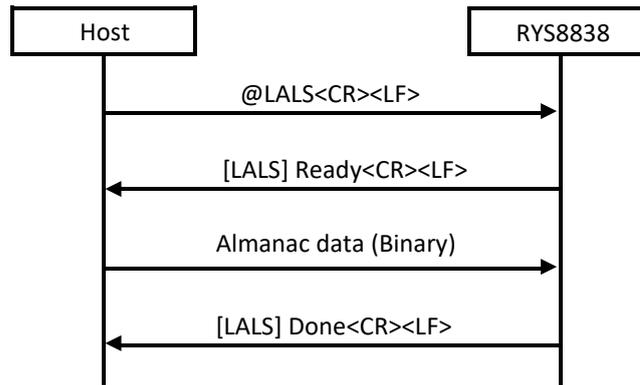 Host
RYS8838
@LALS<CR><LF>
[LALS] Ready<CR><LF>
Almanac data (Binary)
[LALS] Done<CR><LF>